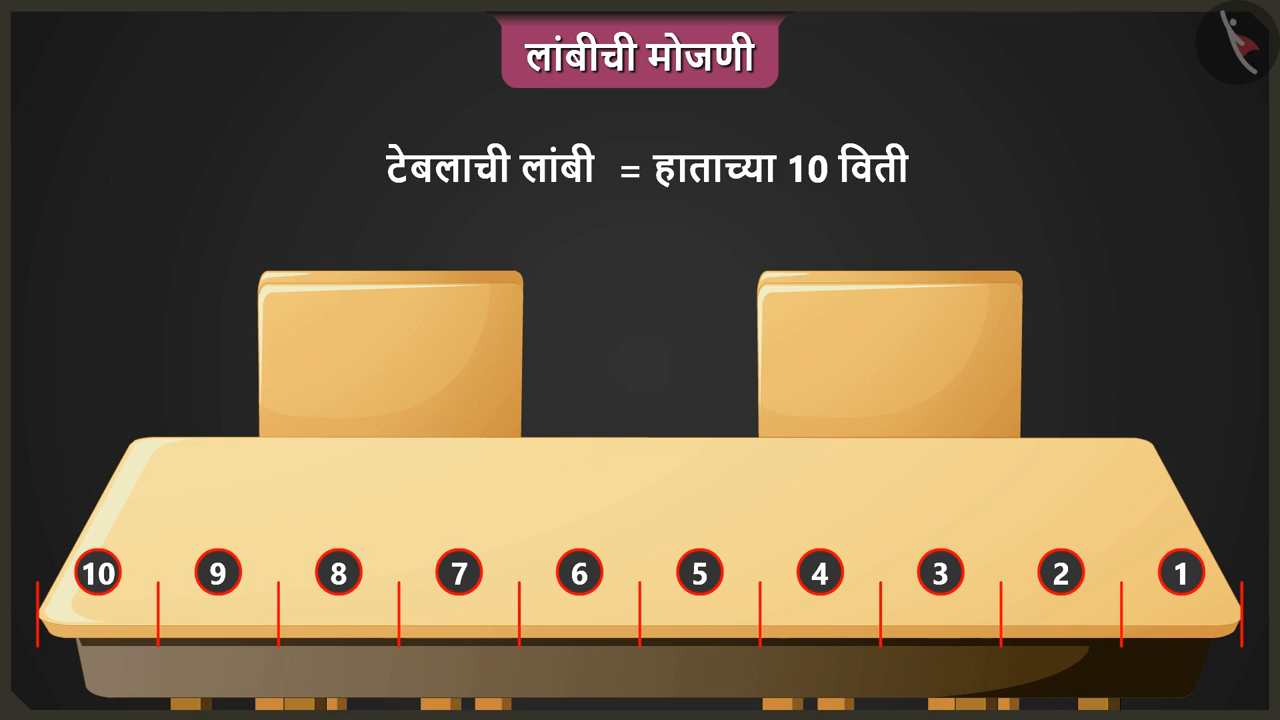 लांबीची मोजणी
टेबलाची लांबी = हाताच्या 10 विती
10 9 8 7 6 5 4 3 2 1